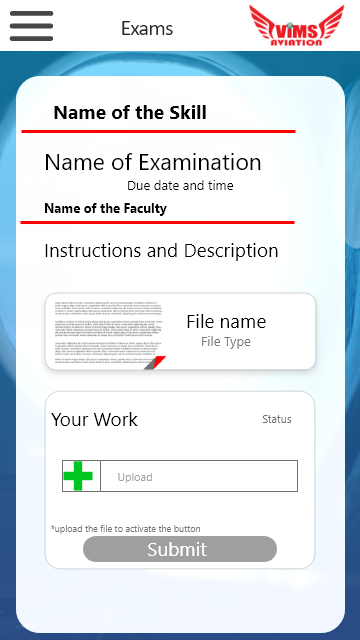 Exams
ViMS
AVIATION
Name of the Skill
Name of Examination
Due date and time
Name of the Faculty
Instructions and Description
File name
File Type
Your Work
Status
Upload
*upload the file to activate the button
Submit